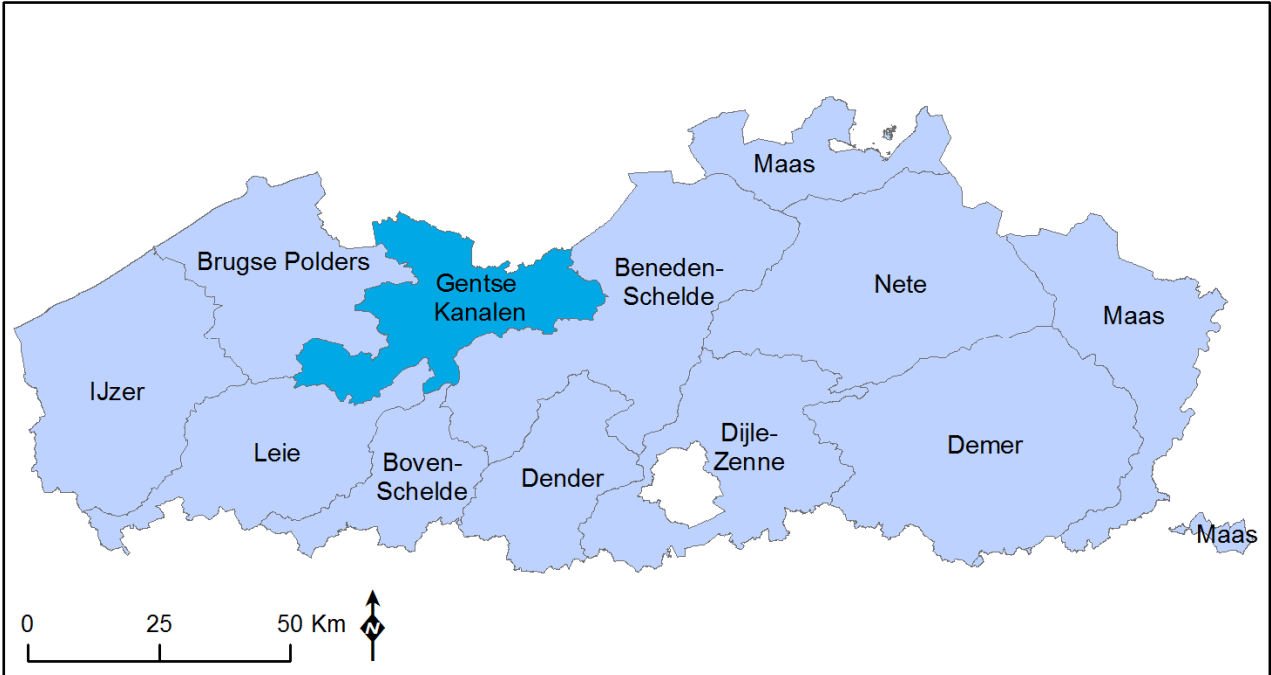 Maas
Brugse Polders
Gentse
Kanalen
Beneden-
Schelde
Nete
Maas
IJzer
Leie
Boven-
Schelde
Dender
Dijle-
Zenne
Demer
Maas
0 25 50 Km
N